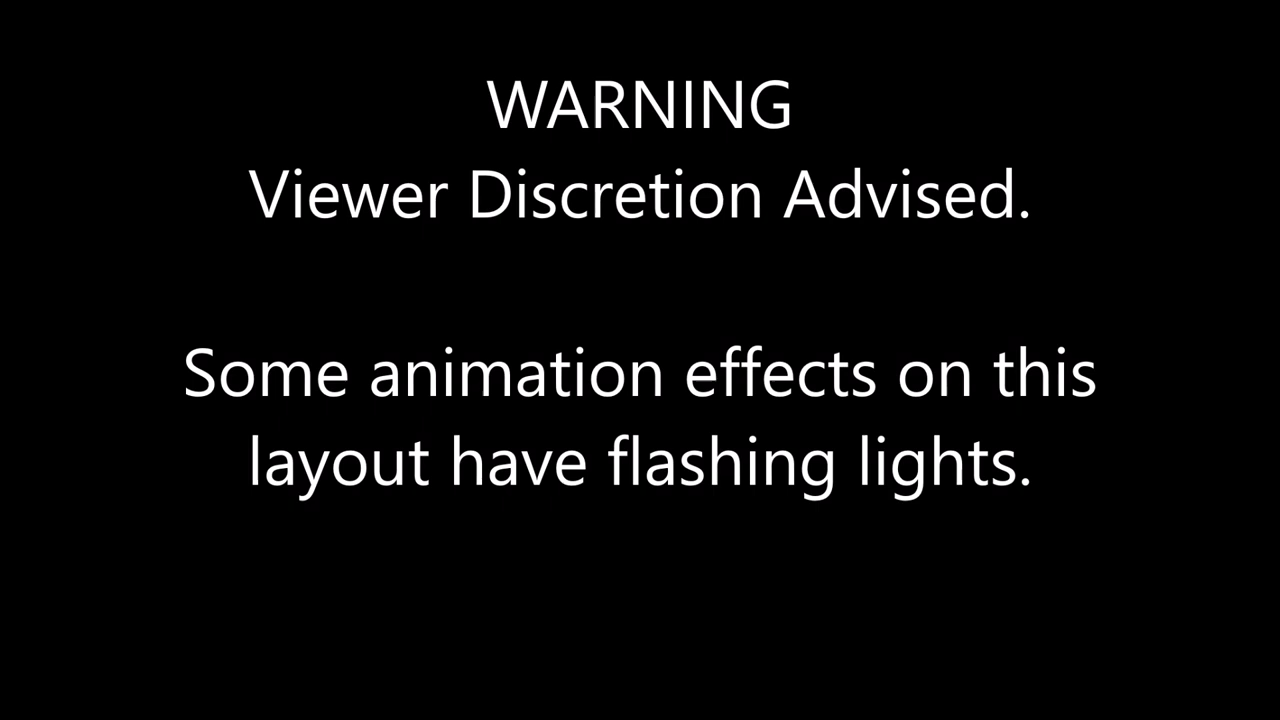 WARNING
Viewer Discretion Advised.
Some animation effects on this
layout have flashing lights.